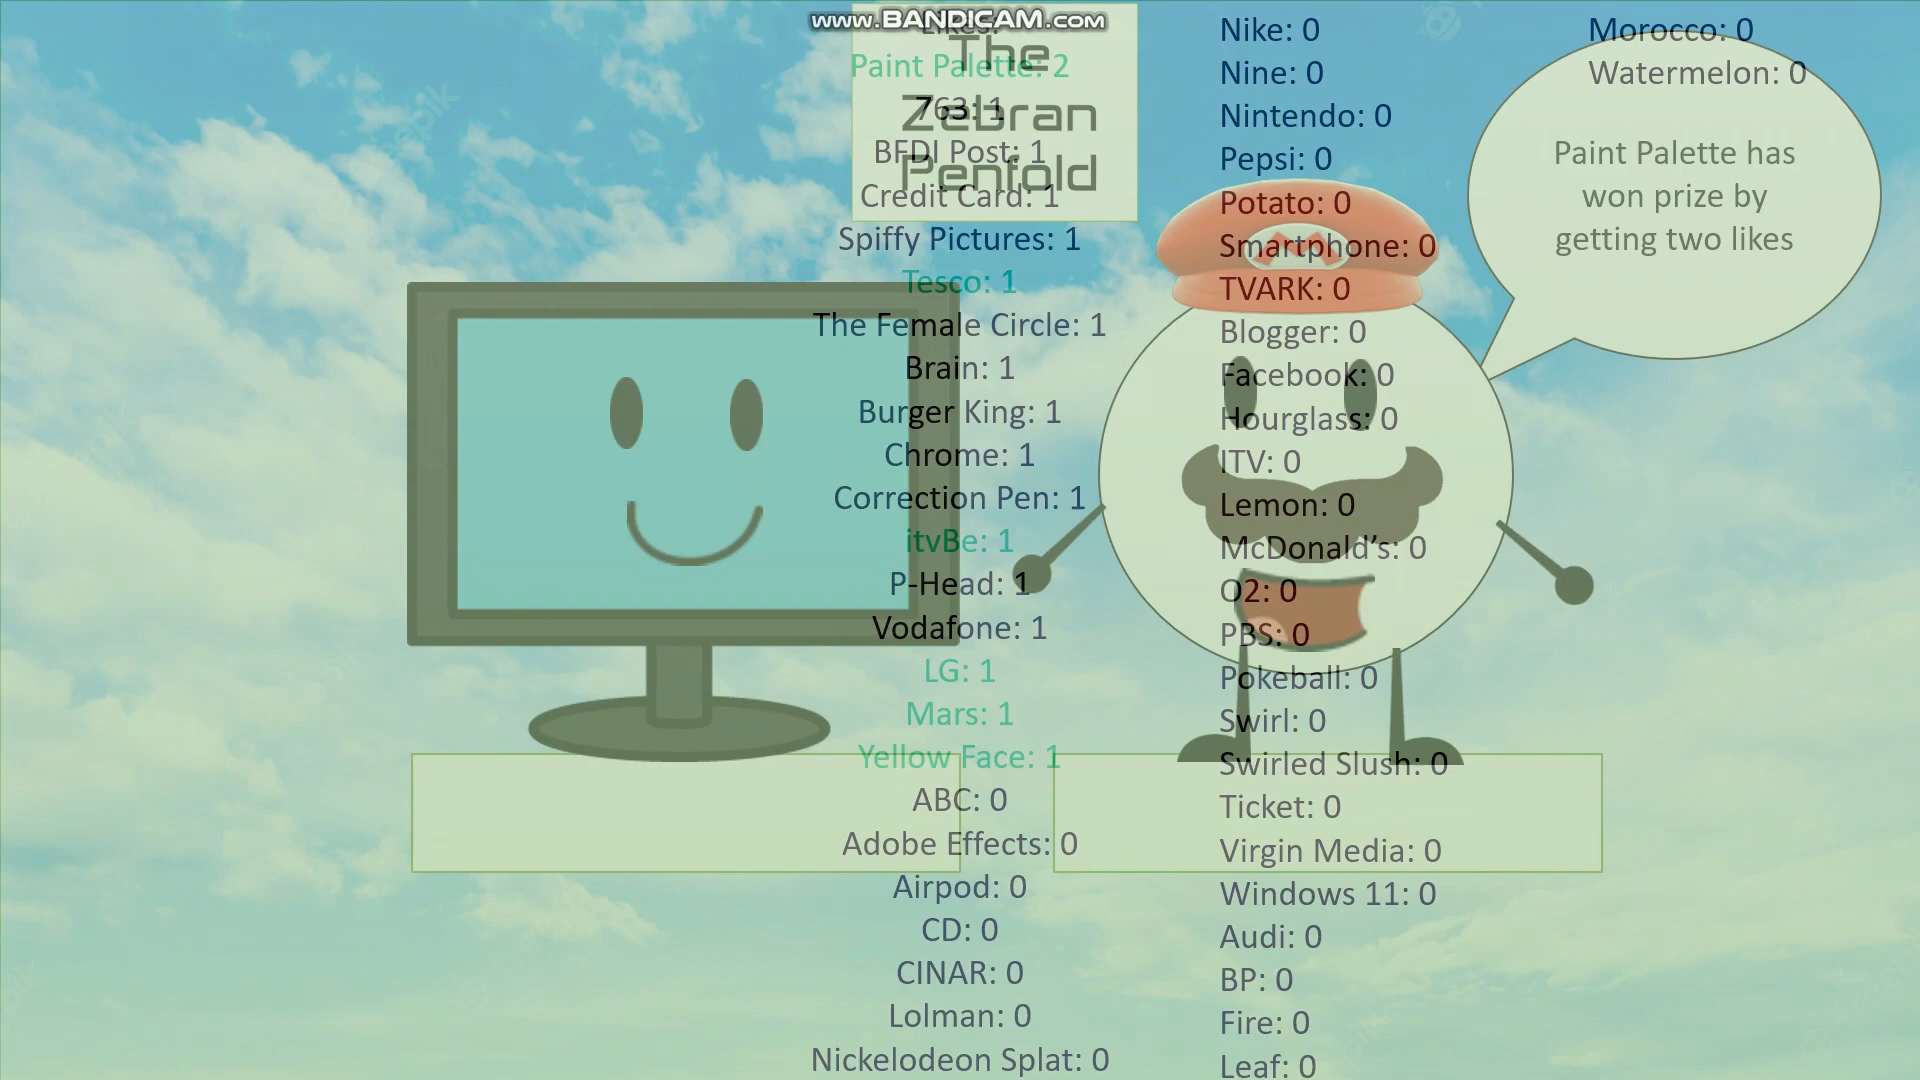 www.BANDICAM.com
Likes:
Paint Palette: 2
763: 1
BFDI Post: 1
Credit Card: 1
Spiffy Pictures: 1
Tesco: 1
The Female Circle: 1
Brain: 1
Burger King: 1
Chrome: 1
Correction Pen: 1
itvBe: 1
P-Head: 1
Vodafone: 1
LG: 1
Mars: 1
Yellow Face: 1
ABC: 0
Adobe Effects: 0
Airpod: 0
CD: 0
CINAR: 0
Lolman: 0
Nickelodeon Splat: 0
The
Zebran
Penfold
Nike: 0
Nine: 0
Nintendo: 0
Pepsi: 0
Potato: 0
Smartphone: 0
TVARK: 0
Blogger: 0
Facebook: 0
Hourglass: 0
ITV: 0
Lemon: 0
McDonald’s: 0
O2: 0
PBS: 0
Pokeball: 0
Swirl: 0
Swirled Slush: 0
Ticket: 0
Virgin Media: 0
Windows 11: 0
Audi: 0
BP: 0
Fire: 0
Leaf: 0
Morocco: 0
Watermelon: 0
Paint Palette has
won prize by
getting two likes